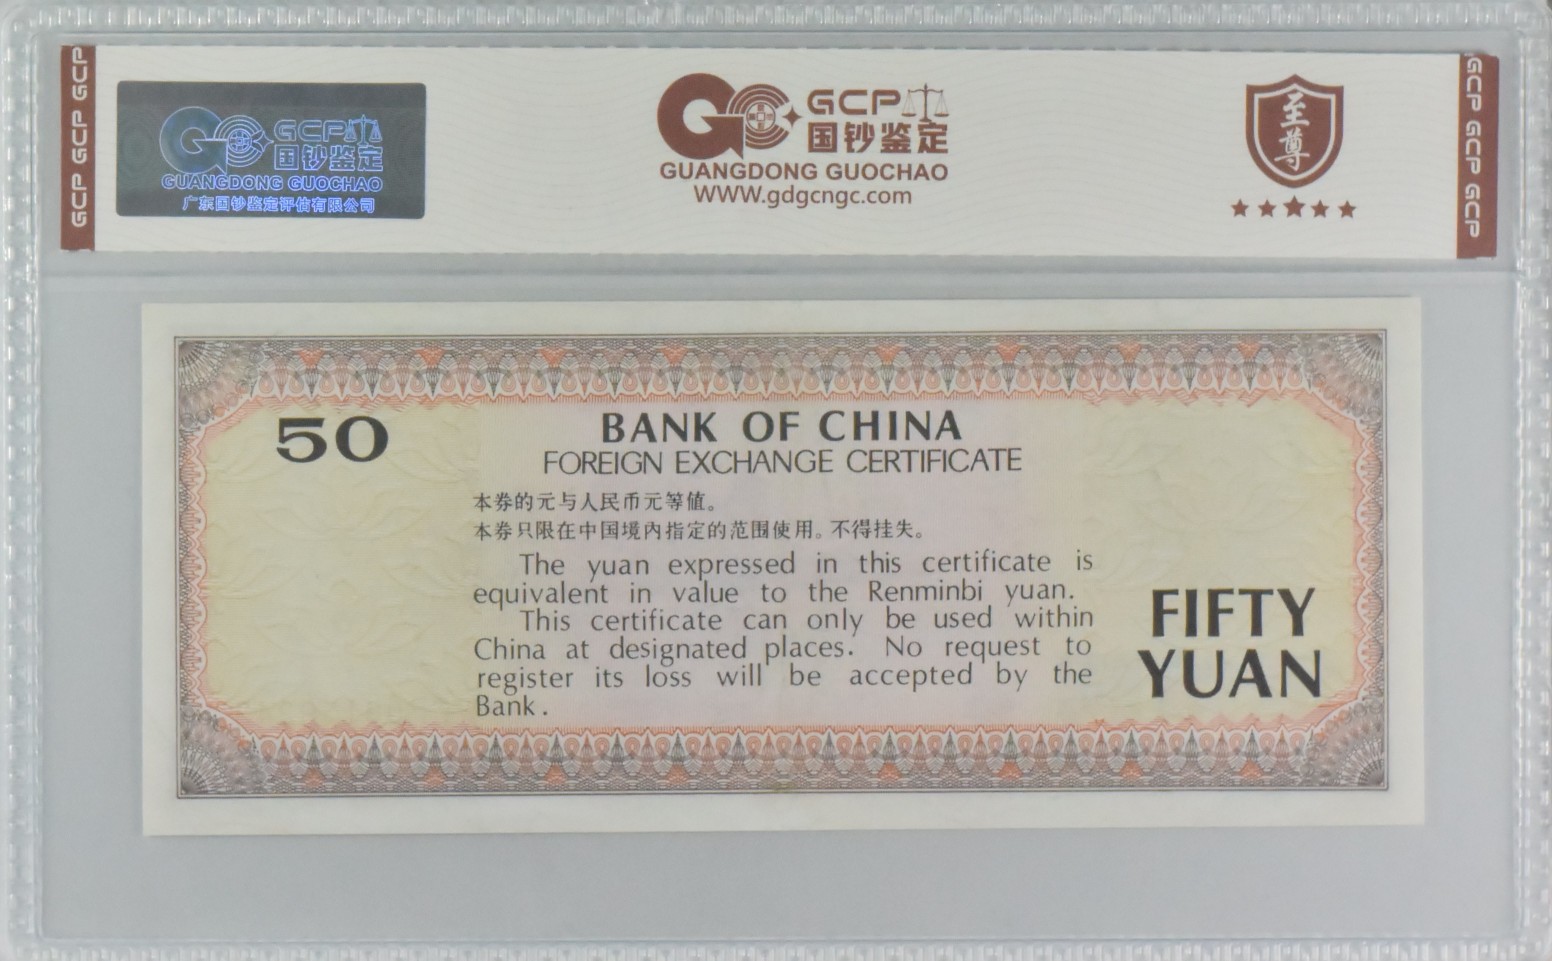 GCP GCP GCP
GCP 国钞鉴定
GUANGDONG GUOCHAO
广东国钞鉴定评估有限公司
GCP 国钞鉴定
GUANGDONG GUOCHAO
WWW.gdgcngc.com
至尊
GCP GCP GCP
50
BANK OF CHINA
FOREIGN EXCHANGE CERTIFICATE
本券的元与人民币元等値。
本券只限在中国境内指定的范围使用。不得挂失。
The yuan expressed in this certificate is
equivalent in value to the Renminbi yuan.
This certificate can only be used within
China at designated places. No request to
register its loss will be accepted by the
Bank.
FIFTY
YUAN